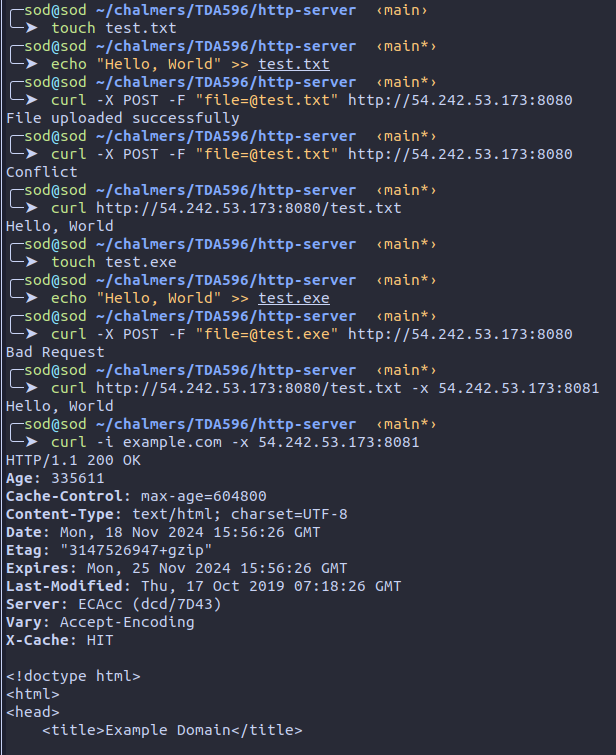 sod@sod ~/chalmers/TDA596/http-server ‹main›
➤ touch test.txt
sod@sod ~/chalmers/TDA596/http-server ‹main*›
➤ echo "Hello, World" >> test.txt
sod@sod ~/chalmers/TDA596/http-server ‹main*›
➤ curl -X POST -F "file=@test.txt" http://54.242.53.173:8080
File uploaded successfully
sod@sod ~/chalmers/TDA596/http-server ‹main*›
➤ curl -X POST -F "file=@test.txt" http://54.242.53.173:8080
Conflict
sod@sod ~/chalmers/TDA596/http-server ‹main*›
➤ curl http://54.242.53.173:8080/test.txt
Hello, World
sod@sod ~/chalmers/TDA596/http-server ‹main*›
➤ touch test.exe
sod@sod ~/chalmers/TDA596/http-server ‹main*›
➤ echo "Hello, World" >> test.exe
sod@sod ~/chalmers/TDA596/http-server ‹main*›
➤ curl -X POST -F "file=@test.exe" http://54.242.53.173:8080
Bad Request
sod@sod ~/chalmers/TDA596/http-server ‹main*›
➤ curl http://54.242.53.173:8080/test.txt -x 54.242.53.173:8081
Hello, World
sod@sod ~/chalmers/TDA596/http-server ‹main*›
➤ curl -i example.com -x 54.242.53.173:8081
HTTP/1.1 200 OK
Age: 335611
Cache-Control: max-age=604800
Content-Type: text/html; charset=UTF-8
Date: Mon, 18 Nov 2024 15:56:26 GMT
Etag: "3147526947+gzip"
Expires: Mon, 25 Nov 2024 15:56:26 GMT
Last-Modified: Thu, 17 Oct 2019 07:18:26 GMT
Server: ECAcc (dcd/7D43)
Vary: Accept-Encoding
X-Cache: HIT
<!doctype html>
<html>
<head>
<title>Example Domain</title>